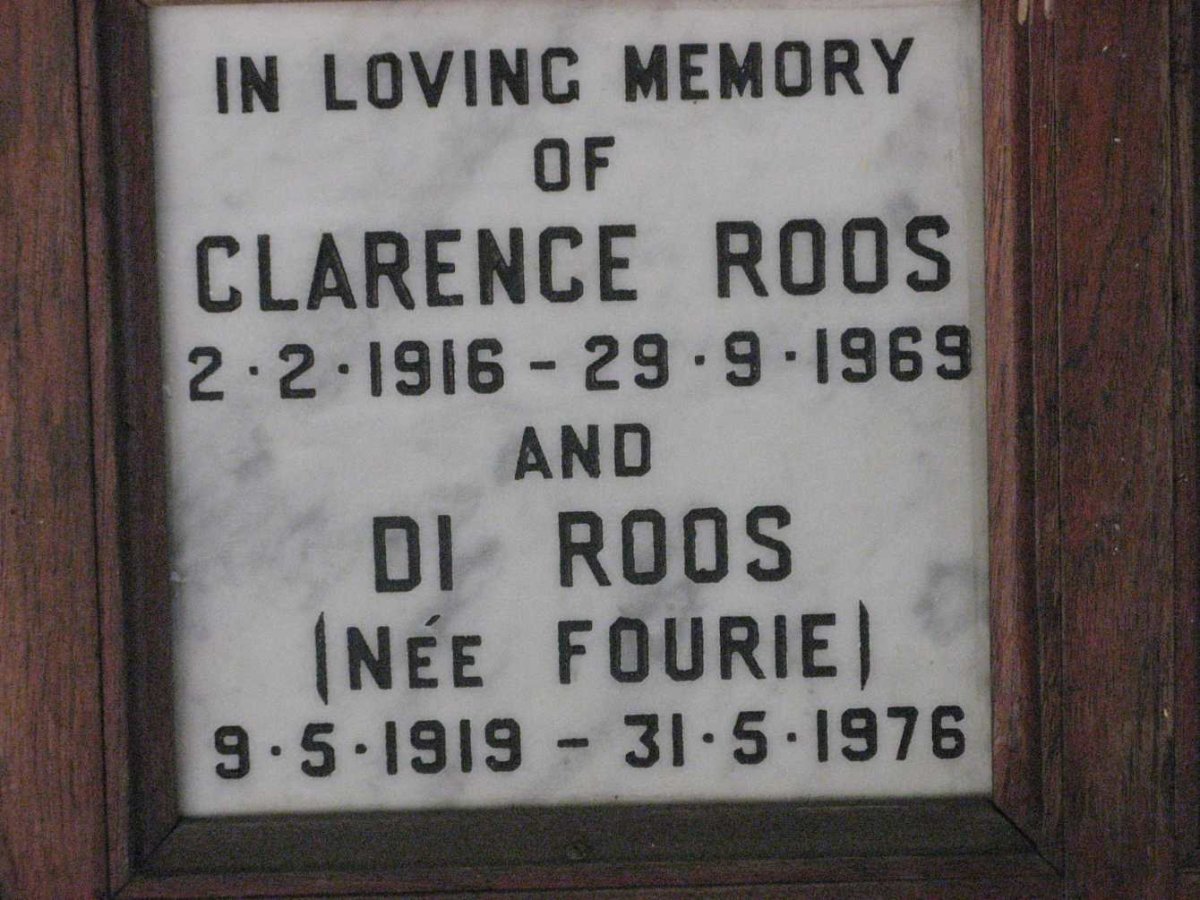 IN LOVING MEMORY
OF
CLARENCE ROOS
2·2·1916 – 29·9·1969
AND
DI ROOS
(NÉE FOURIE)
9·5·1919 – 31·5·1976